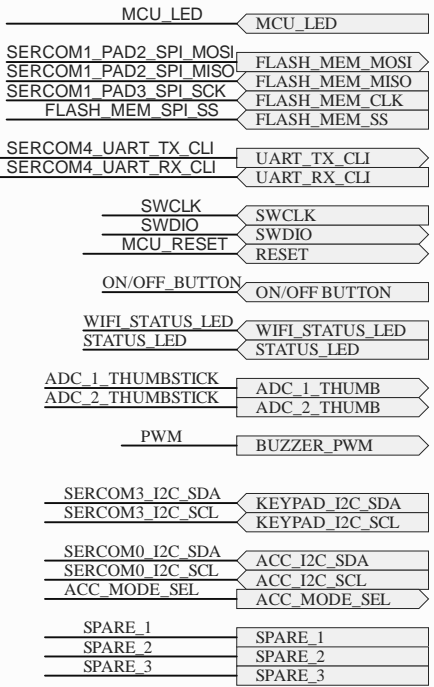 MCU_LED MCU_LED
SERCOM1_PAD2_SPI_MOSI FLASH_MEM_MOSI
SERCOM1_PAD2_SPI_MISO FLASH_MEM_MISO
SERCOM1_PAD3_SPI_SCK FLASH_MEM_CLK
FLASH_MEM_SPI_SS FLASH_MEM_SS
SERCOM4_UART_TX_CLI UART_TX_CLI
SERCOM4_UART_RX_CLI UART_RX_CLI
SWCLK SWCLK
SWDIO SWDIO
MCU_RESET RESET
ON/OFF_BUTTON ON/OFF BUTTON
WIFI_STATUS_LED WIFI_STATUS_LED
STATUS_LED STATUS_LED
ADC_1_THUMBSTICK ADC_1_THUMB
ADC_2_THUMBSTICK ADC_2_THUMB
PWM BUZZER_PWM
SERCOM3_I2C_SDA KEYPAD_I2C_SDA
SERCOM3_I2C_SCL KEYPAD_I2C_SCL
SERCOM0_I2C_SDA ACC_I2C_SDA
SERCOM0_I2C_SCL ACC_I2C_SCL
ACC_MODE_SEL ACC_MODE_SEL
SPARE_1 SPARE_1
SPARE_2 SPARE_2
SPARE_3 SPARE_3